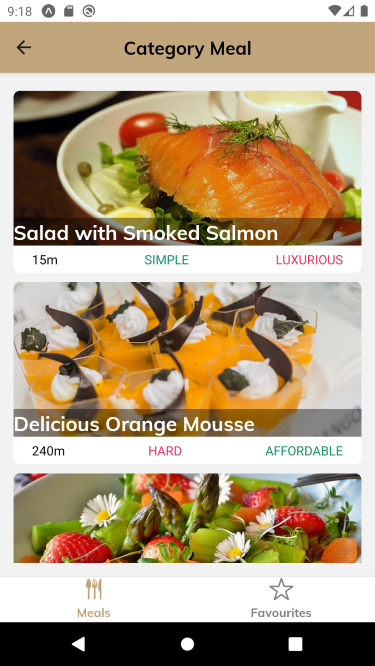 9:18
Category Meal
Salad with Smoked Salmon
15m SIMPLE LUXURIOUS
Delicious Orange Mousse
240m HARD AFFORDABLE
Meals Favourites